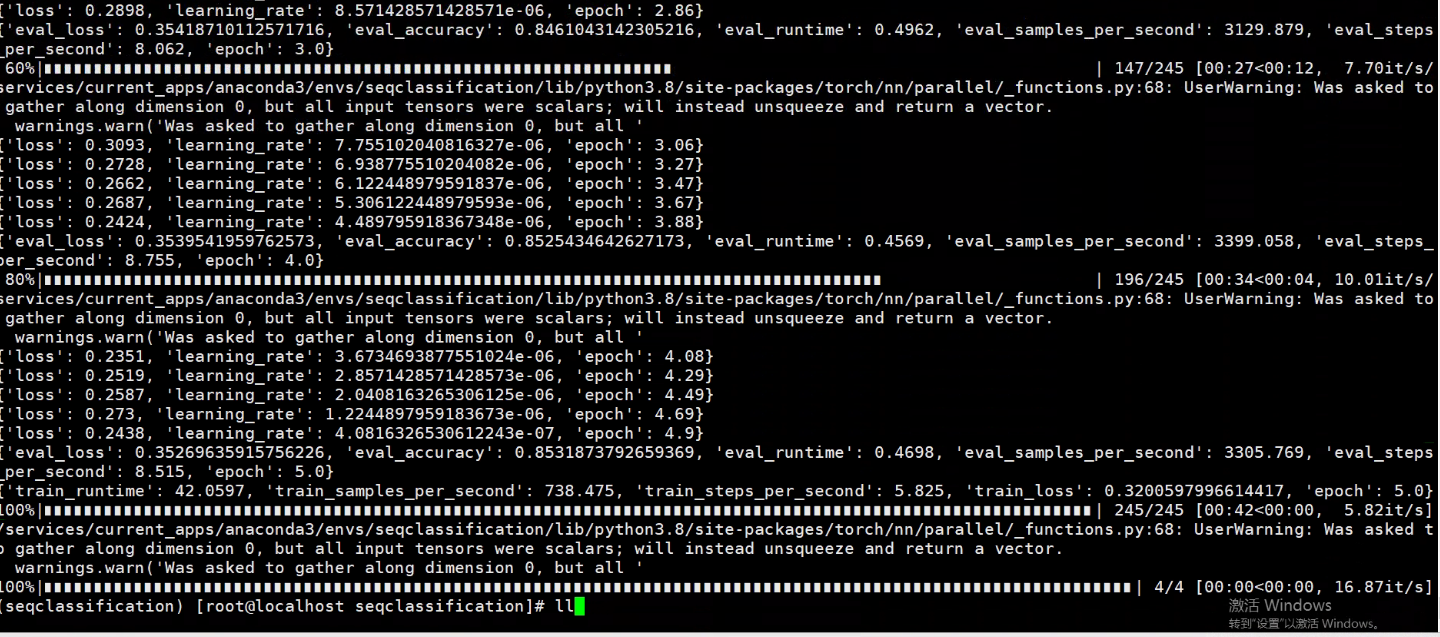 {'loss': 0.2898, 'learning_rate': 8.571428571428571e-06, 'epoch': 2.86}
{'eval_loss': 0.35418710112571716, 'eval_accuracy': 0.8461043142305216, 'eval_runtime': 0.4962, 'eval_samples_per_second': 3129.879, 'eval_steps
_per_second': 8.062, 'epoch': 3.0}
60%| | 147/245 [00:27<00:12, 7.70it/s/
services/current_apps/anaconda3/envs/seqclassification/lib/python3.8/site-packages/torch/nn/parallel/_functions.py:68: UserWarning: Was asked to
gather along dimension 0, but all input tensors were scalars; will instead unsqueeze and return a vector.
warnings.warn('Was asked to gather along dimension 0, but all '
{'loss': 0.3093, 'learning_rate': 7.755102040816327e-06, 'epoch': 3.06}
{'loss': 0.2728, 'learning_rate': 6.938775510204082e-06, 'epoch': 3.27}
{'loss': 0.2662, 'learning_rate': 6.122448979591837e-06, 'epoch': 3.47}
{'loss': 0.2687, 'learning_rate': 5.306122448979593e-06, 'epoch': 3.67}
{'loss': 0.2424, 'learning_rate': 4.489795918367348e-06, 'epoch': 3.88}
{'eval_loss': 0.3539541959762573, 'eval_accuracy': 0.8525434642627173, 'eval_runtime': 0.4569, 'eval_samples_per_second': 3399.058, 'eval_steps_
per_second': 8.755, 'epoch': 4.0}
80%| | 196/245 [00:34<00:04, 10.01it/s/
services/current_apps/anaconda3/envs/seqclassification/lib/python3.8/site-packages/torch/nn/parallel/_functions.py:68: UserWarning: Was asked to
gather along dimension 0, but all input tensors were scalars; will instead unsqueeze and return a vector.
warnings.warn('Was asked to gather along dimension 0, but all '
{'loss': 0.2351, 'learning_rate': 3.6734693877551024e-06, 'epoch': 4.08}
{'loss': 0.2519, 'learning_rate': 2.8571428571428573e-06, 'epoch': 4.29}
{'loss': 0.2587, 'learning_rate': 2.0408163265306125e-06, 'epoch': 4.49}
{'loss': 0.273, 'learning_rate': 1.2244897959183673e-06, 'epoch': 4.69}
{'loss': 0.2438, 'learning_rate': 4.0816326530612243e-07, 'epoch': 4.9}
{'eval_loss': 0.35269635915756226, 'eval_accuracy': 0.8531873792659369, 'eval_runtime': 0.4698, 'eval_samples_per_second': 3305.769, 'eval_steps
_per_second': 8.515, 'epoch': 5.0}
{'train_runtime': 42.0597, 'train_samples_per_second': 738.475, 'train_steps_per_second': 5.825, 'train_loss': 0.3200597996614417, 'epoch': 5.0}
100%| | 245/245 [00:42<00:00, 5.82it/s]
/services/current_apps/anaconda3/envs/seqclassification/lib/python3.8/site-packages/torch/nn/parallel/_functions.py:68: UserWarning: Was asked t
o gather along dimension 0, but all input tensors were scalars; will instead unsqueeze and return a vector.
warnings.warn('Was asked to gather along dimension 0, but all '
100%| | 4/4 [00:00<00:00, 16.87it/s]
(seqclassification) [root@localhost seqclassification]# ll
激活 Windows
转到"设置"以激活 Windows。